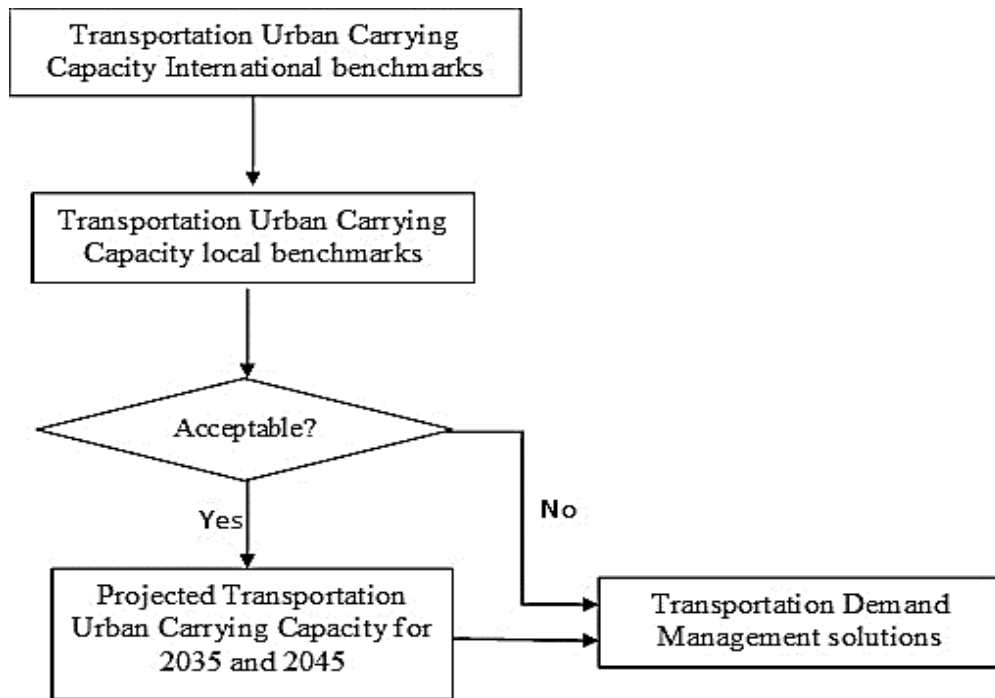 Transportation Urban Carrying
Capacity International benchmarks
Transportation Urban Carrying
Capacity local benchmarks
Acceptable?
Yes
No
Projected Transportation
Urban Carrying Capacity for
2035 and 2045
Transportation Demand
Management solutions